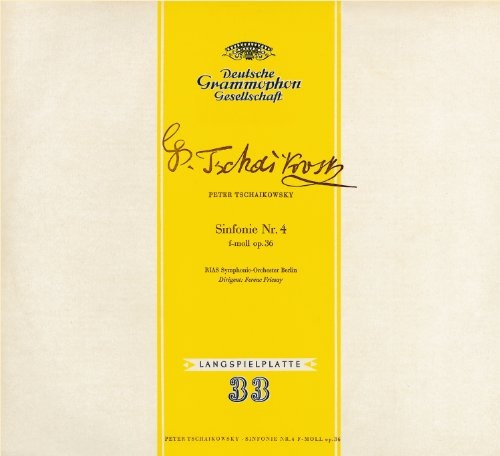 Deutsche
Grammophon
Gesellschaft
P. Tschaikovsky
PETER TSCHAIKOWSKY
Sinfonie Nr. 4
f-moll op. 36
RIAS Symphonie-Orchester Berlin
Dirigent: Ferenc Fricsay
LANGSPIELPLATTE
33
PETER TSCHAIKOWSKY · SINFONIE NR. 4 F-MOLL op. 36